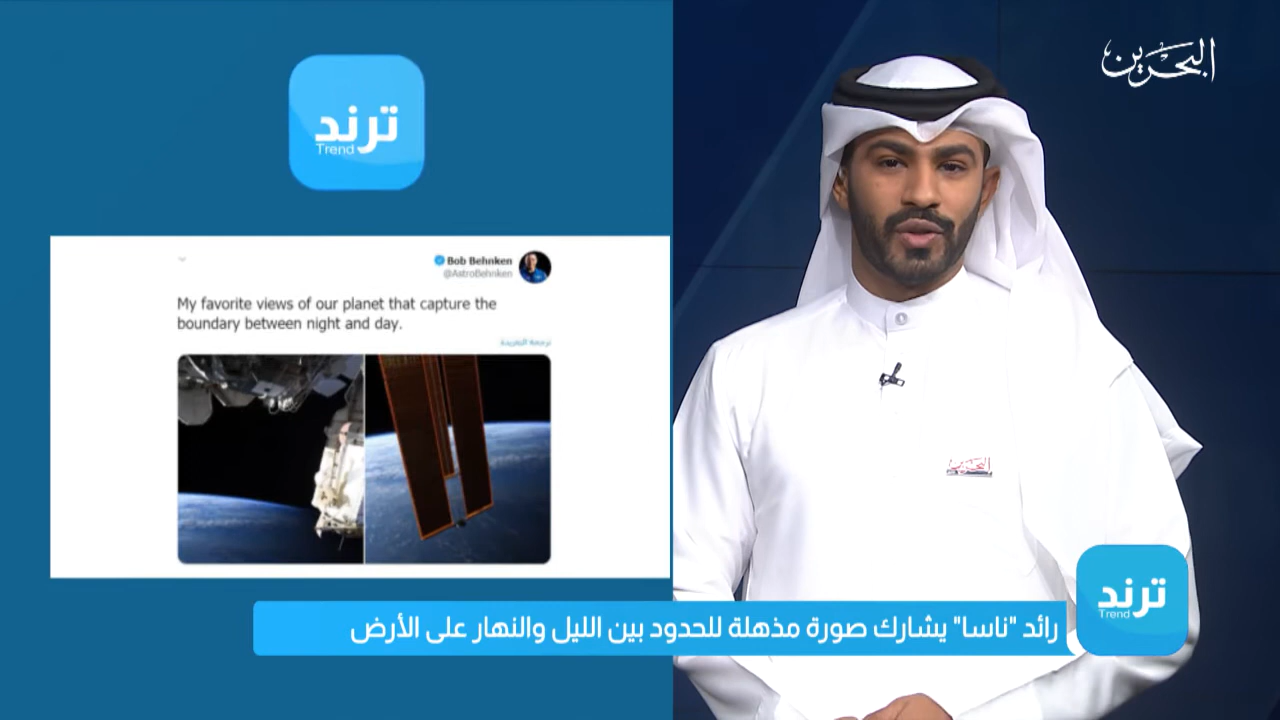 البحرين
ترند
Trend
Bob Behnken
@AstroBehnken
My favorite views of our planet that capture the
boundary between night and day.
ترجمة التغريدة
البحرين
ترند
Trend
رائد "ناسا" يشارك صورة مذهلة للحدود بين الليل والنهار على الأرض